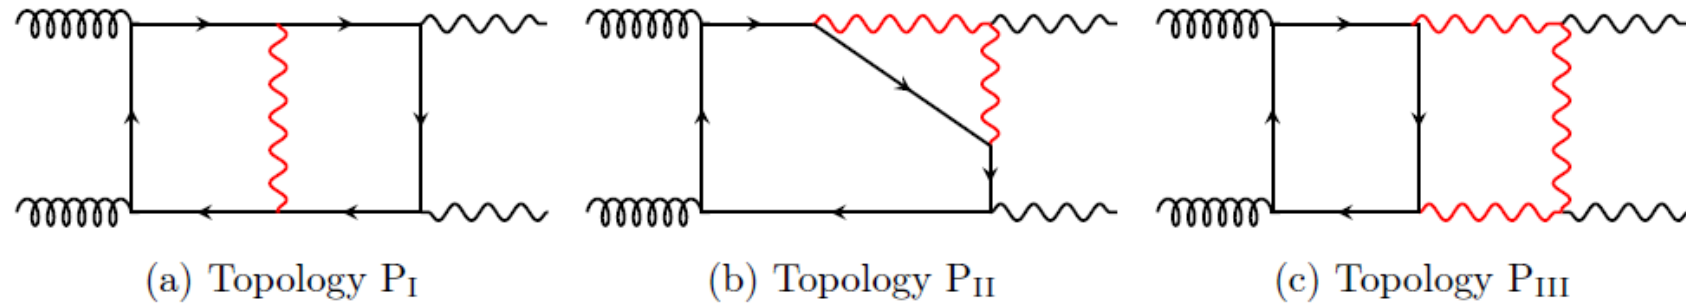 (a) Topology P_I
(b) Topology P_II
(c) Topology P_III